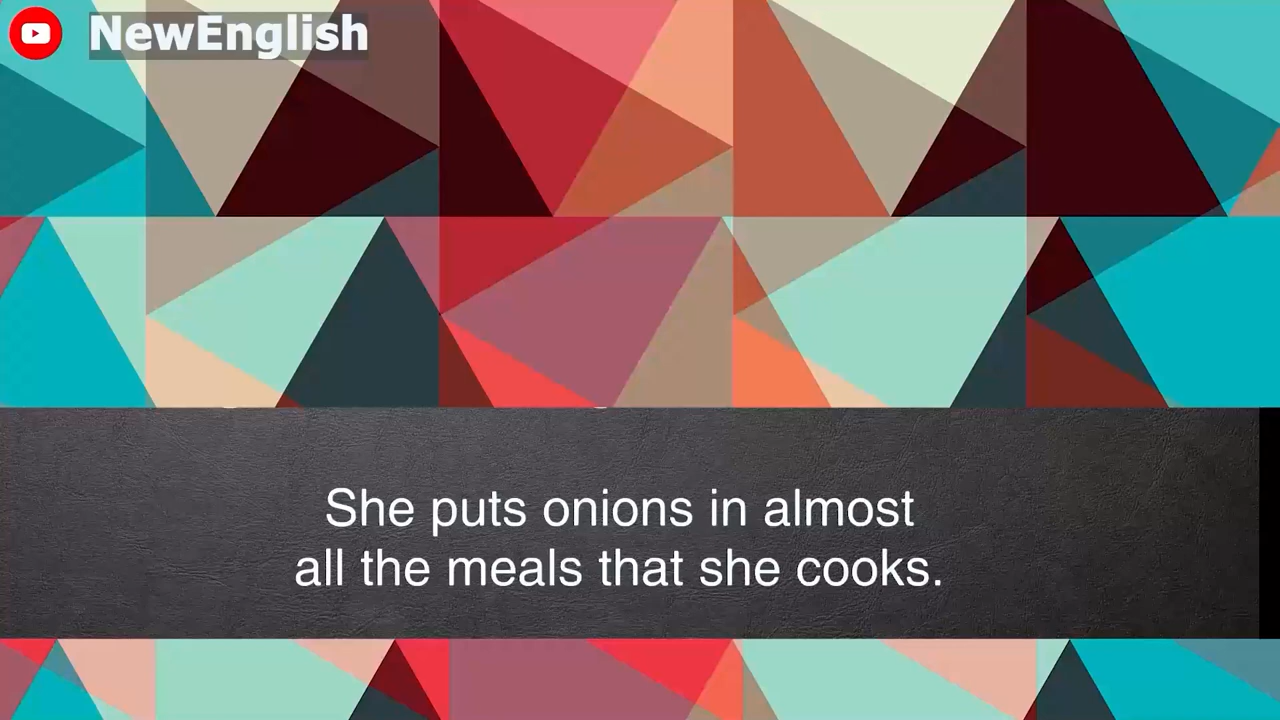 NewEnglish
She puts onions in almost
all the meals that she cooks.